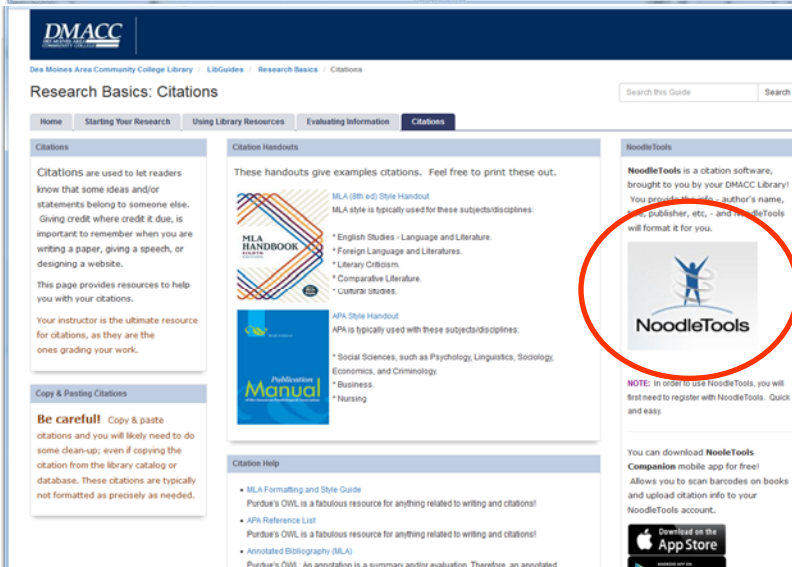 DMACC
DES MOINES AREA
COMMUNITY COLLEGE
Des Moines Area Community College Library / LibGuides / Research Basics / Citations
Research Basics: Citations
Search this Guide
Search
Home
Starting Your Research
Using Library Resources
Evaluating Information
Citations
Citations
Citations are used to let readers
know that some ideas and/or
statements belong to someone else.
Giving credit where credit it due, is
important to remember when you are
writing a paper, giving a speech, or
designing a website.
This page provides resources to help
you with your citations.
Your instructor is the ultimate resource
for citations, as they are the
ones grading your work.
Copy & Pasting Citations
Be careful! Copy & paste
citations and you will likely need to do
some clean-up; even if copying the
citation from the library catalog or
database. These citations are typically
not formatted as precisely as needed.
Citation Handouts
These handouts give examples citations. Feel free to print these out.
MLA
HANDBOOK
EIGHTH
EDITION
MLA (8th ed) Style Handout
MLA style is typically used for these subjects/disciplines:
* English Studies - Language and Literature.
* Foreign Language and Literatures.
* Literary Criticism.
* Comparative Literature.
* Cultural Studies.
Publication
Manual
of the American Psychological Association
APA Style Handout
APA is typically used with these subjects/disciplines:
* Social Sciences, such as Psychology, Linguistics, Sociology,
Economics, and Criminology.
* Business.
* Nursing
Citation Help
• MLA Formatting and Style Guide
Purdue's OWL is a fabulous resource for anything related to writing and citations!
• APA Reference List
Purdue's OWL is a fabulous resource for anything related to writing and citations!
• Annotated Bibliography (MLA)
Purdue's OWL: An annotation is a summary and/or evaluation. Therefore, an annotated
NoodleTools
NoodleTools is a citation software,
brought to you by your DMACC Library!
You provide the info - author's name,
title, publisher, etc, - and NoodleTools
will format it for you.
NoodleTools
NOTE: In order to use NoodleTools, you will
first need to register with NoodleTools. Quick
and easy.
You can download NooleTools
Companion mobile app for free!
Allows you to scan barcodes on books
and upload citation info to your
NoodleTools account.
Download on the
App Store
ANDROID APP ON